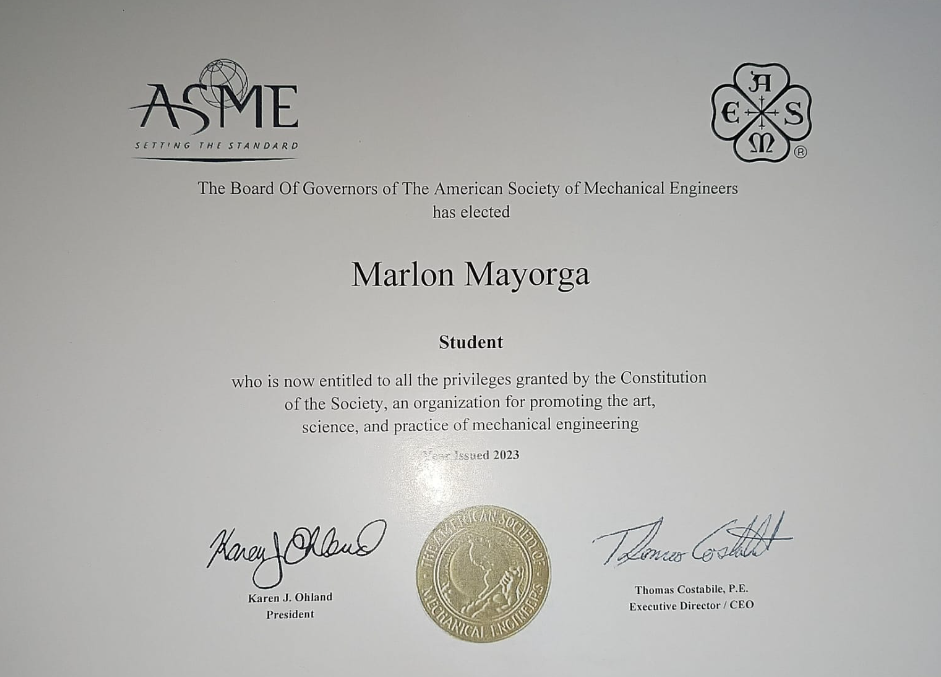 ASME
SETTING THE STANDARD
A
E S
M ®
The Board Of Governors of The American Society of Mechanical Engineers
has elected
Marlon Mayorga
Student
who is now entitled to all the privileges granted by the Constitution
of the Society, an organization for promoting the art,
science, and practice of mechanical engineering
Year Issued 2023
Karen J Ohland
Thomas Costabile
Karen J. Ohland
President
THE AMERICAN SOCIETY OF
MECHANICAL ENGINEERS
Thomas Costabile, P.E.
Executive Director / CEO